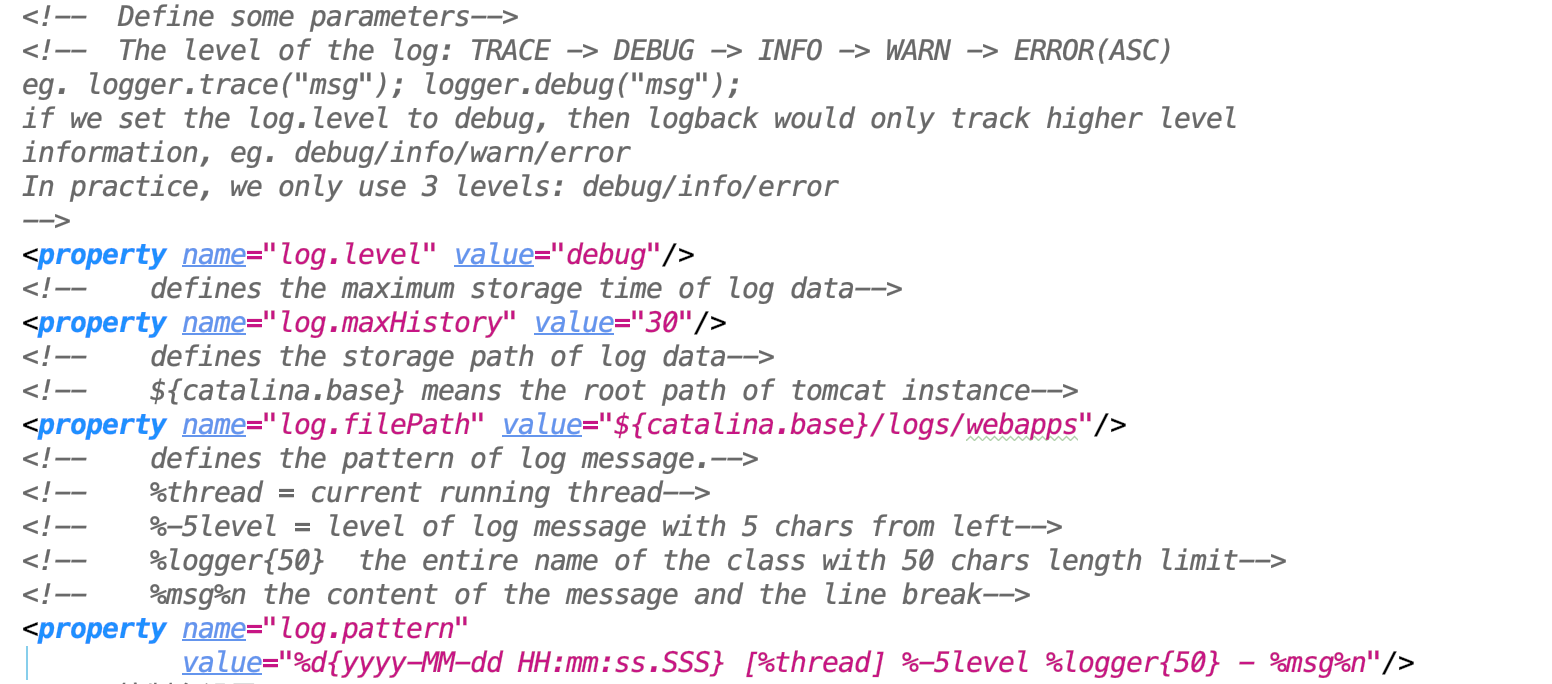 <!--  Define some parameters-->
<!--  The level of the log: TRACE -> DEBUG -> INFO -> WARN -> ERROR(ASC)
eg. logger.trace("msg"); logger.debug("msg");
if we set the log.level to debug, then logback would only track higher level
information, eg. debug/info/warn/error
In practice, we only use 3 levels: debug/info/error
-->
<property name="log.level" value="debug"/>
<!--    defines the maximum storage time of log data-->
<property name="log.maxHistory" value="30"/>
<!--    defines the storage path of log data-->
<!--    ${catalina.base} means the root path of tomcat instance-->
<property name="log.filePath" value="${catalina.base}/logs/webapps"/>
<!--    defines the pattern of log message.-->
<!--    %thread = current running thread-->
<!--    %-5level = level of log message with 5 chars from left-->
<!--    %logger{50}  the entire name of the class with 50 chars length limit-->
<!--    %msg%n the content of the message and the line break-->
<property name="log.pattern"
          value="%d{yyyy-MM-dd HH:mm:ss.SSS} [%thread] %-5level %logger{50} - %msg%n"/>